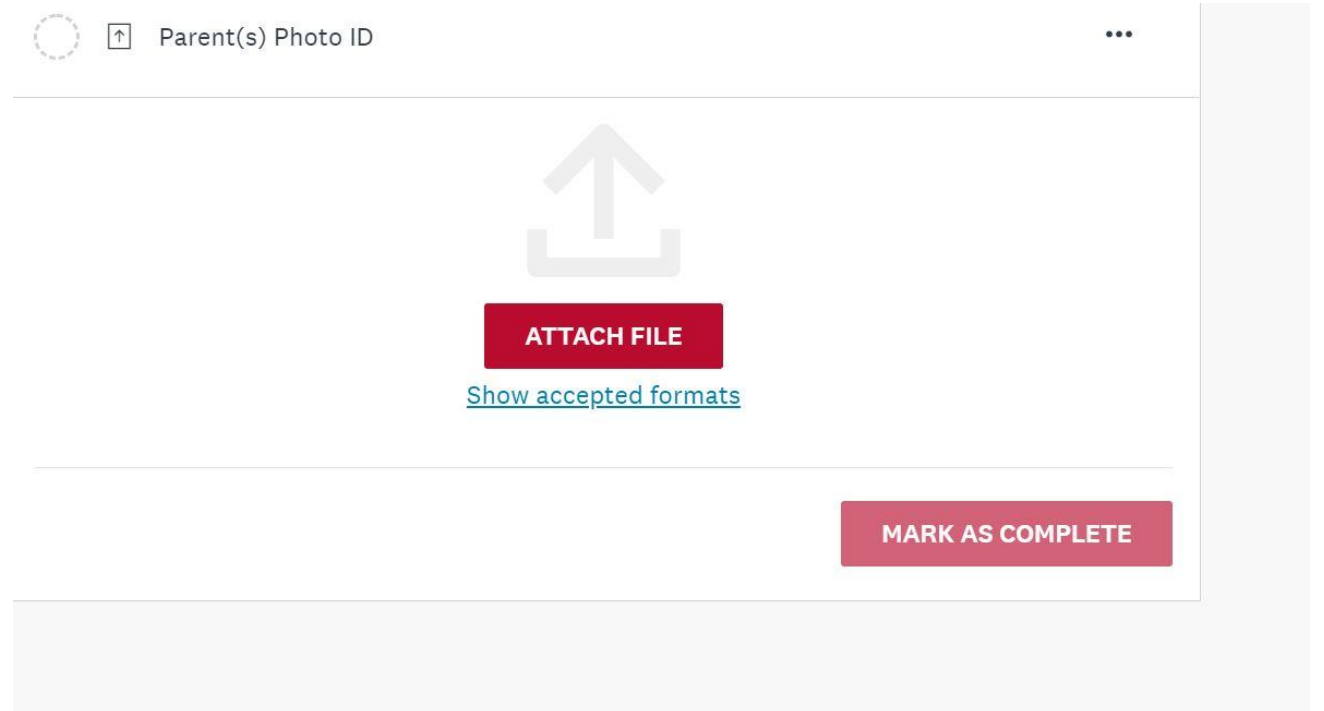 Parent(s) Photo ID
ATTACH FILE
Show accepted formats
MARK AS COMPLETE